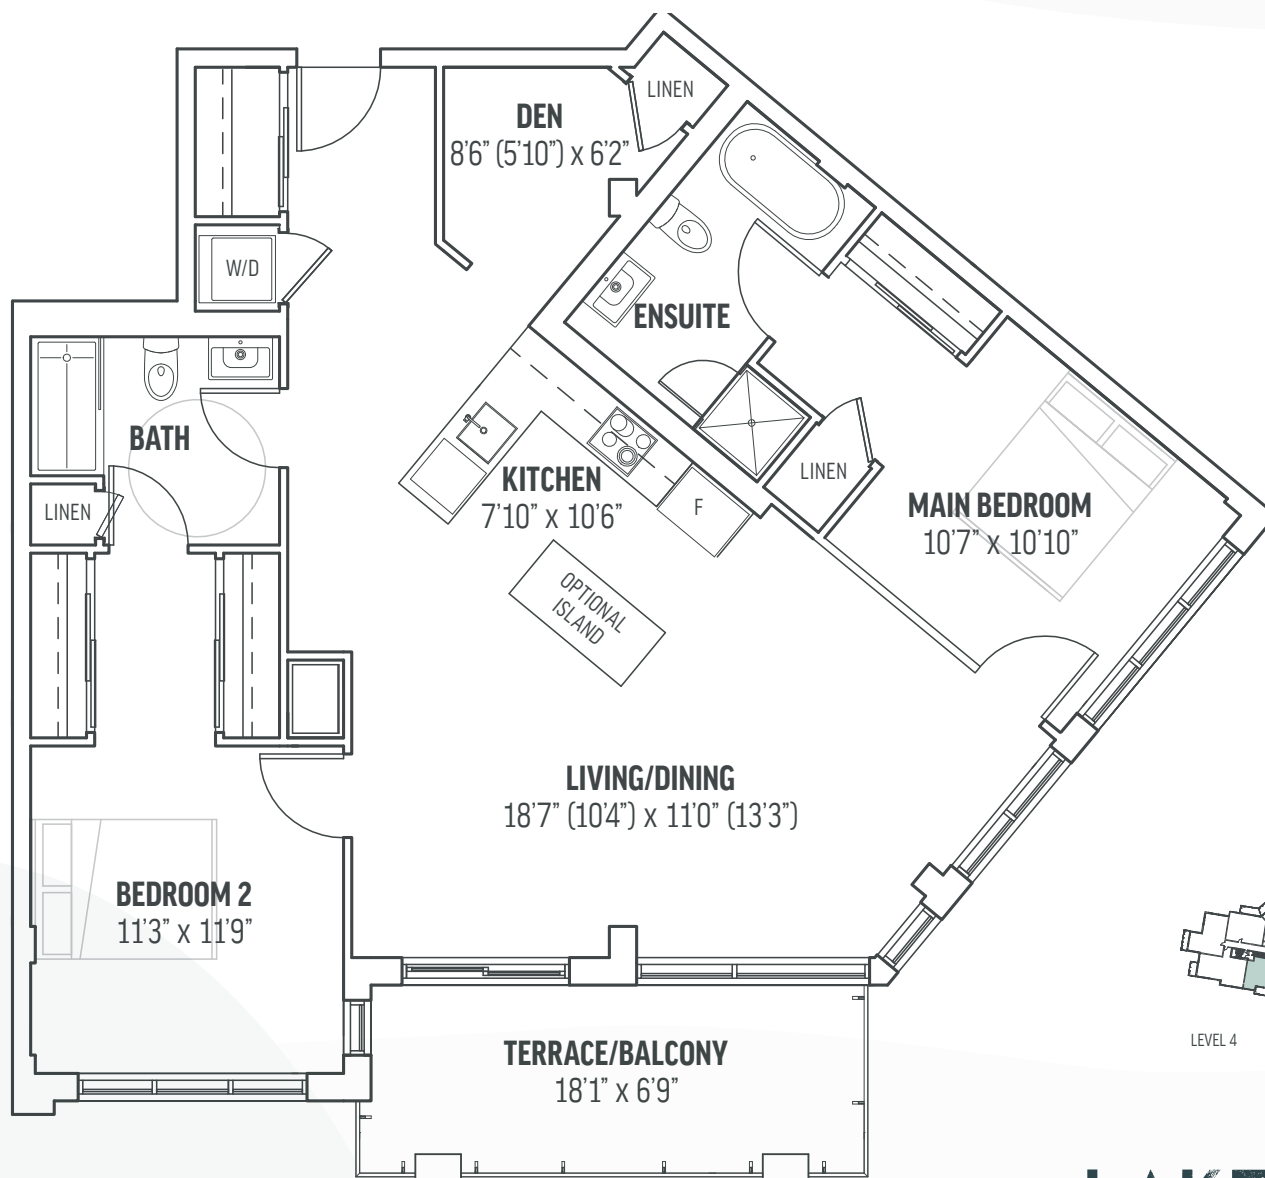 LINEN
DEN
8'6" (5'10") x 6'2"
W/D
ENSUITE
BATH
KITCHEN
7'10" x 10'6"
LINEN
F
LINEN
MAIN BEDROOM
10'7" x 10'10"
OPTIONAL
ISLAND
LIVING/DINING
18'7" (10'4") x 11'0" (13'3")
BEDROOM 2
11'3" x 11'9"
LEVEL 4
TERRACE/BALCONY
18'1" x 6'9"